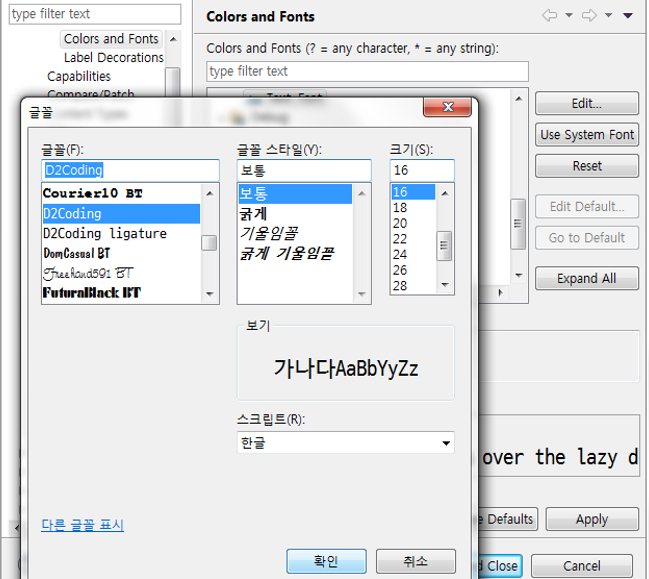 type filter text
Colors and Fonts
Label Decorations
Capabilities
Compare/Patch
Colors and Fonts
Colors and Fonts (? = any character, * = any string):
type filter text
Text Font
Debug
Edit...
Use System Font
Reset
Edit Default...
Go to Default
Expand All
글꼴
글꼴(F):
D2Coding
Courier10 BT
D2Coding
D2Coding ligature
DomCasual BT
Freehand591 BT
FuturaBlack BT
글꼴 스타일(Y):
보통
보통
굵게
기울임꼴
굵게 기울임꼴
크기(S):
16
16
18
20
22
24
26
28
보기
가나다AaBbYyZz
스크립트(R):
한글
다른 글꼴 표시
확인
취소
over the lazy d
Defaults
Apply
Close
Cancel